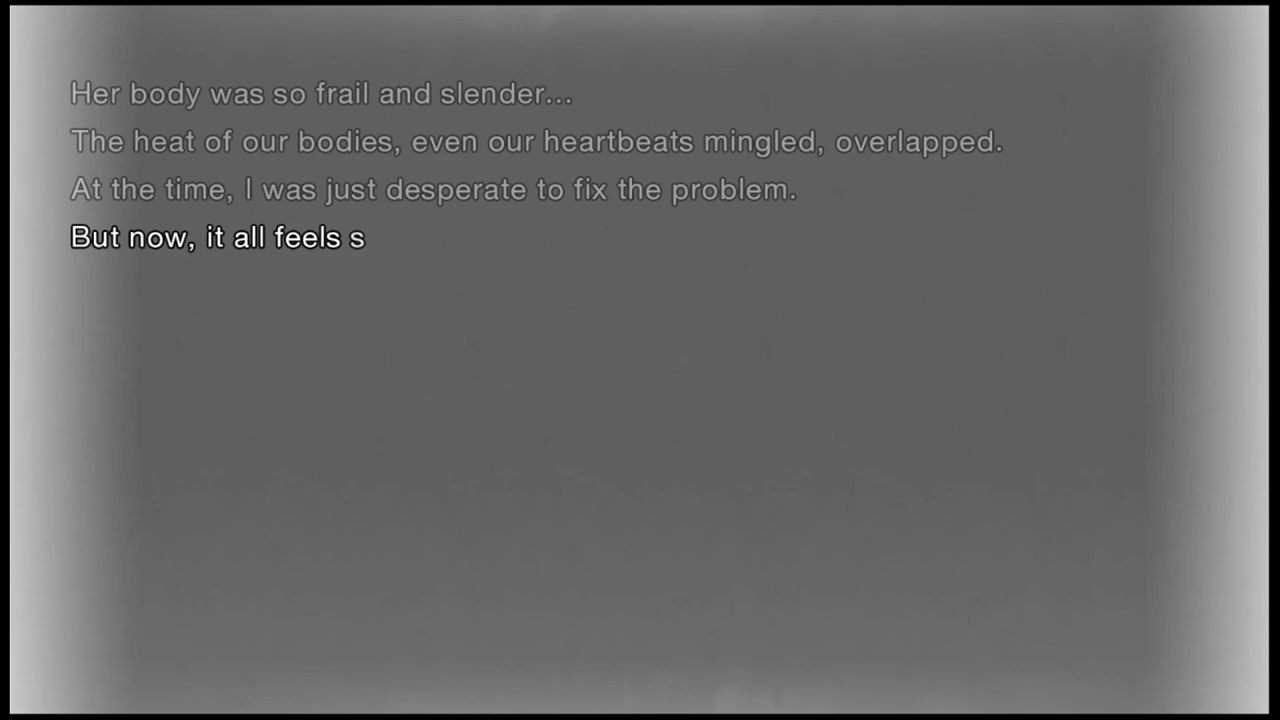 Her body was so frail and slender...
The heat of our bodies, even our heartbeats mingled, overlapped.
At the time, I was just desperate to fix the problem.
But now, it all feels s